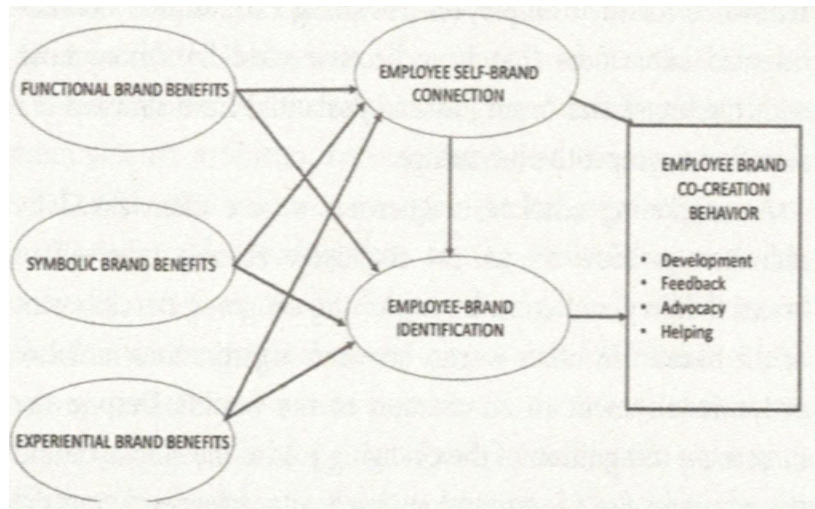 FUNCTIONAL BRAND BENEFITS
EMPLOYEE SELF-BRAND
CONNECTION
EMPLOYEE BRAND
CO-CREATION
BEHAVIOR
• Development
• Feedback
• Advocacy
• Helping
SYMBOLIC BRAND BENEFITS
EMPLOYEE-BRAND
IDENTIFICATION
EXPERIENTIAL BRAND BENEFITS